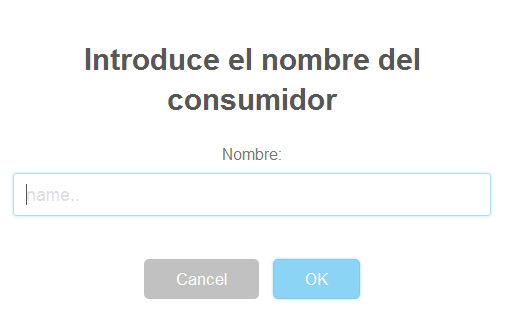 Introduce el nombre del
consumidor
Nombre:
name..
Cancel
OK